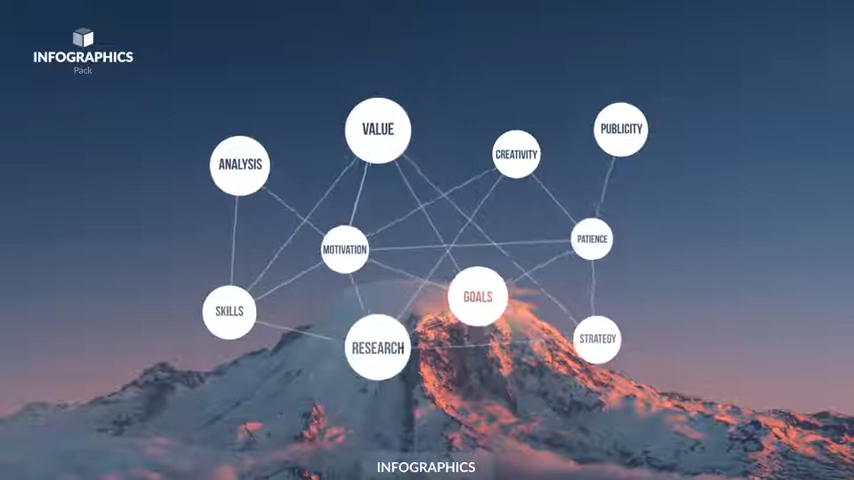 INFOGRAPHICS
Pack
VALUE
PUBLICITY
ANALYSIS
CREATIVITY
MOTIVATION
PATIENCE
GOALS
SKILLS
RESEARCH
STRATEGY
INFOGRAPHICS